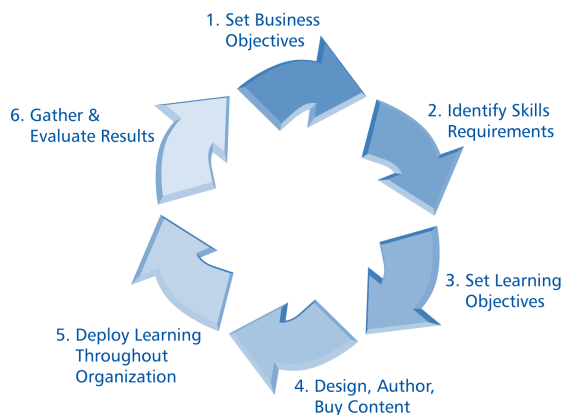 1. Set Business
Objectives
2. Identify Skills
Requirements
3. Set Learning
Objectives
4. Design, Author,
Buy Content
5. Deploy Learning
Throughout
Organization
6. Gather &
Evaluate Results